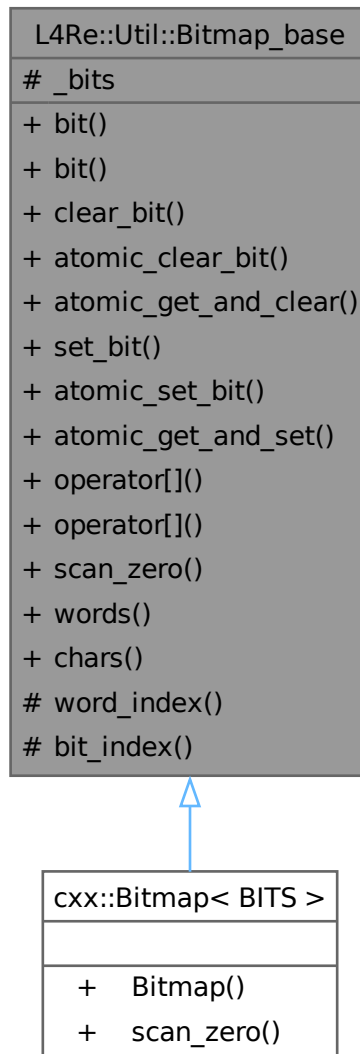 L4Re::Util::Bitmap_base
# _bits
+ bit()
+ bit()
+ clear_bit()
+ atomic_clear_bit()
+ atomic_get_and_clear()
+ set_bit()
+ atomic_set_bit()
+ atomic_get_and_set()
+ operator[]()
+ operator[]()
+ scan_zero()
+ words()
+ chars()
# word_index()
# bit_index()
cxx::Bitmap< BITS >
+ Bitmap()
+ scan_zero()